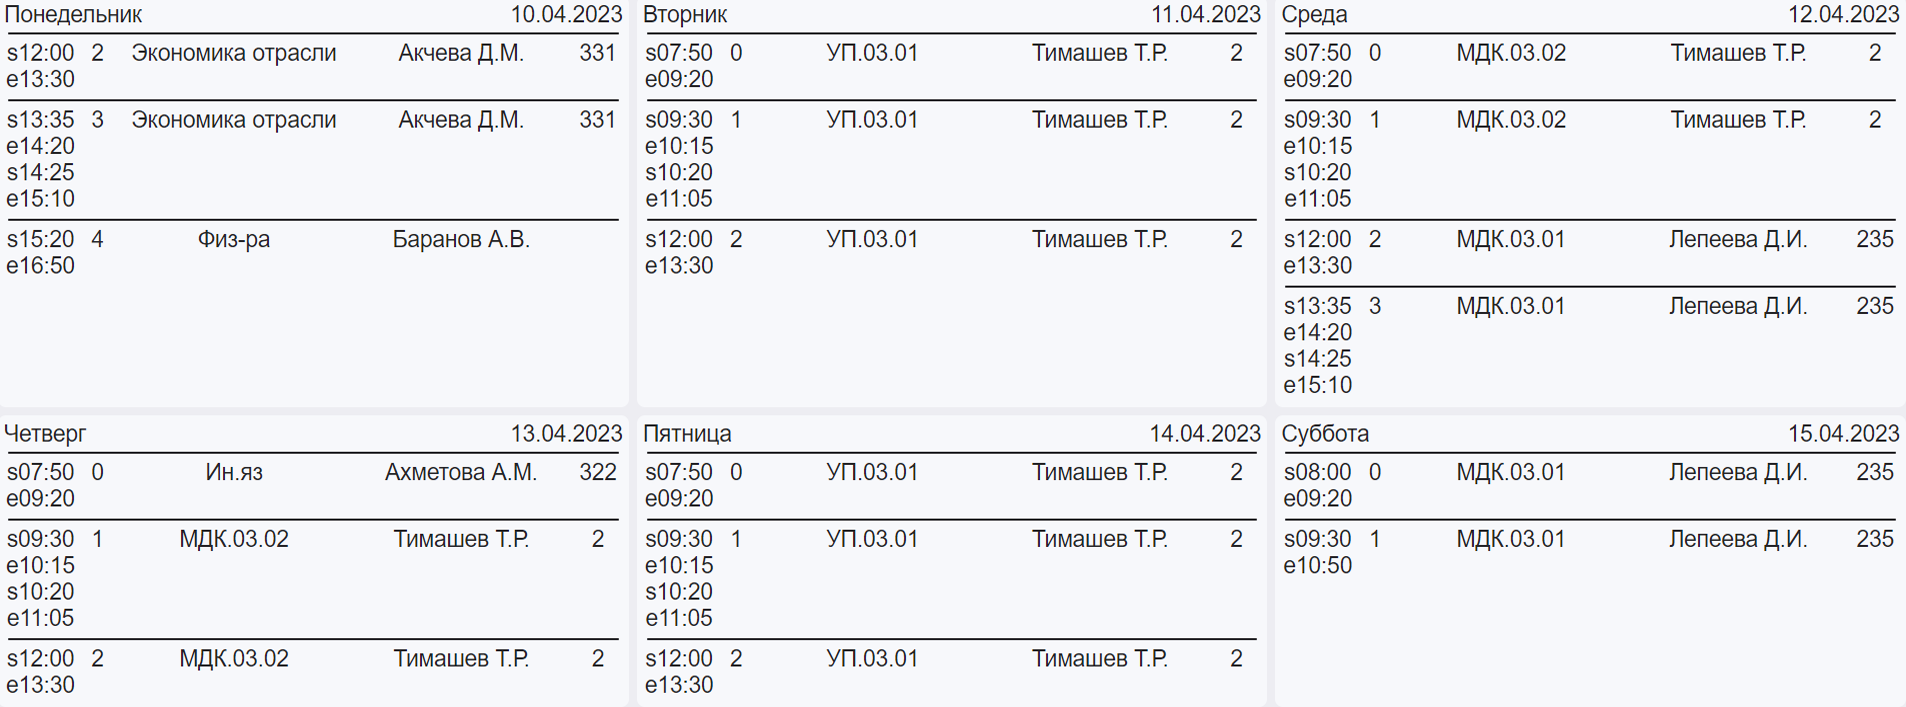 Понедельник 10.04.2023
s12:00 2 Экономика отрасли Акчева Д.М. 331
e13:30
s13:35 3 Экономика отрасли Акчева Д.М. 331
e14:20
s14:25
e15:10
s15:20 4 Физ-ра Баранов А.В.
e16:50
Вторник 11.04.2023
s07:50 0 УП.03.01 Тимашев Т.Р. 2
e09:20
s09:30 1 УП.03.01 Тимашев Т.Р. 2
e10:15
s10:20
e11:05
s12:00 2 УП.03.01 Тимашев Т.Р. 2
e13:30
Среда 12.04.2023
s07:50 0 МДК.03.02 Тимашев Т.Р. 2
e09:20
s09:30 1 МДК.03.02 Тимашев Т.Р. 2
e10:15
s10:20
e11:05
s12:00 2 МДК.03.01 Лепеева Д.И. 235
e13:30
s13:35 3 МДК.03.01 Лепеева Д.И. 235
e14:20
s14:25
e15:10
Четверг 13.04.2023
s07:50 0 Ин.яз Ахметова А.М. 322
e09:20
s09:30 1 МДК.03.02 Тимашев Т.Р. 2
e10:15
s10:20
e11:05
s12:00 2 МДК.03.02 Тимашев Т.Р. 2
e13:30
Пятница 14.04.2023
s07:50 0 УП.03.01 Тимашев Т.Р. 2
e09:20
s09:30 1 УП.03.01 Тимашев Т.Р. 2
e10:15
s10:20
e11:05
s12:00 2 УП.03.01 Тимашев Т.Р. 2
e13:30
Суббота 15.04.2023
s08:00 0 МДК.03.01 Лепеева Д.И. 235
e09:20
s09:30 1 МДК.03.01 Лепеева Д.И. 235
e10:50